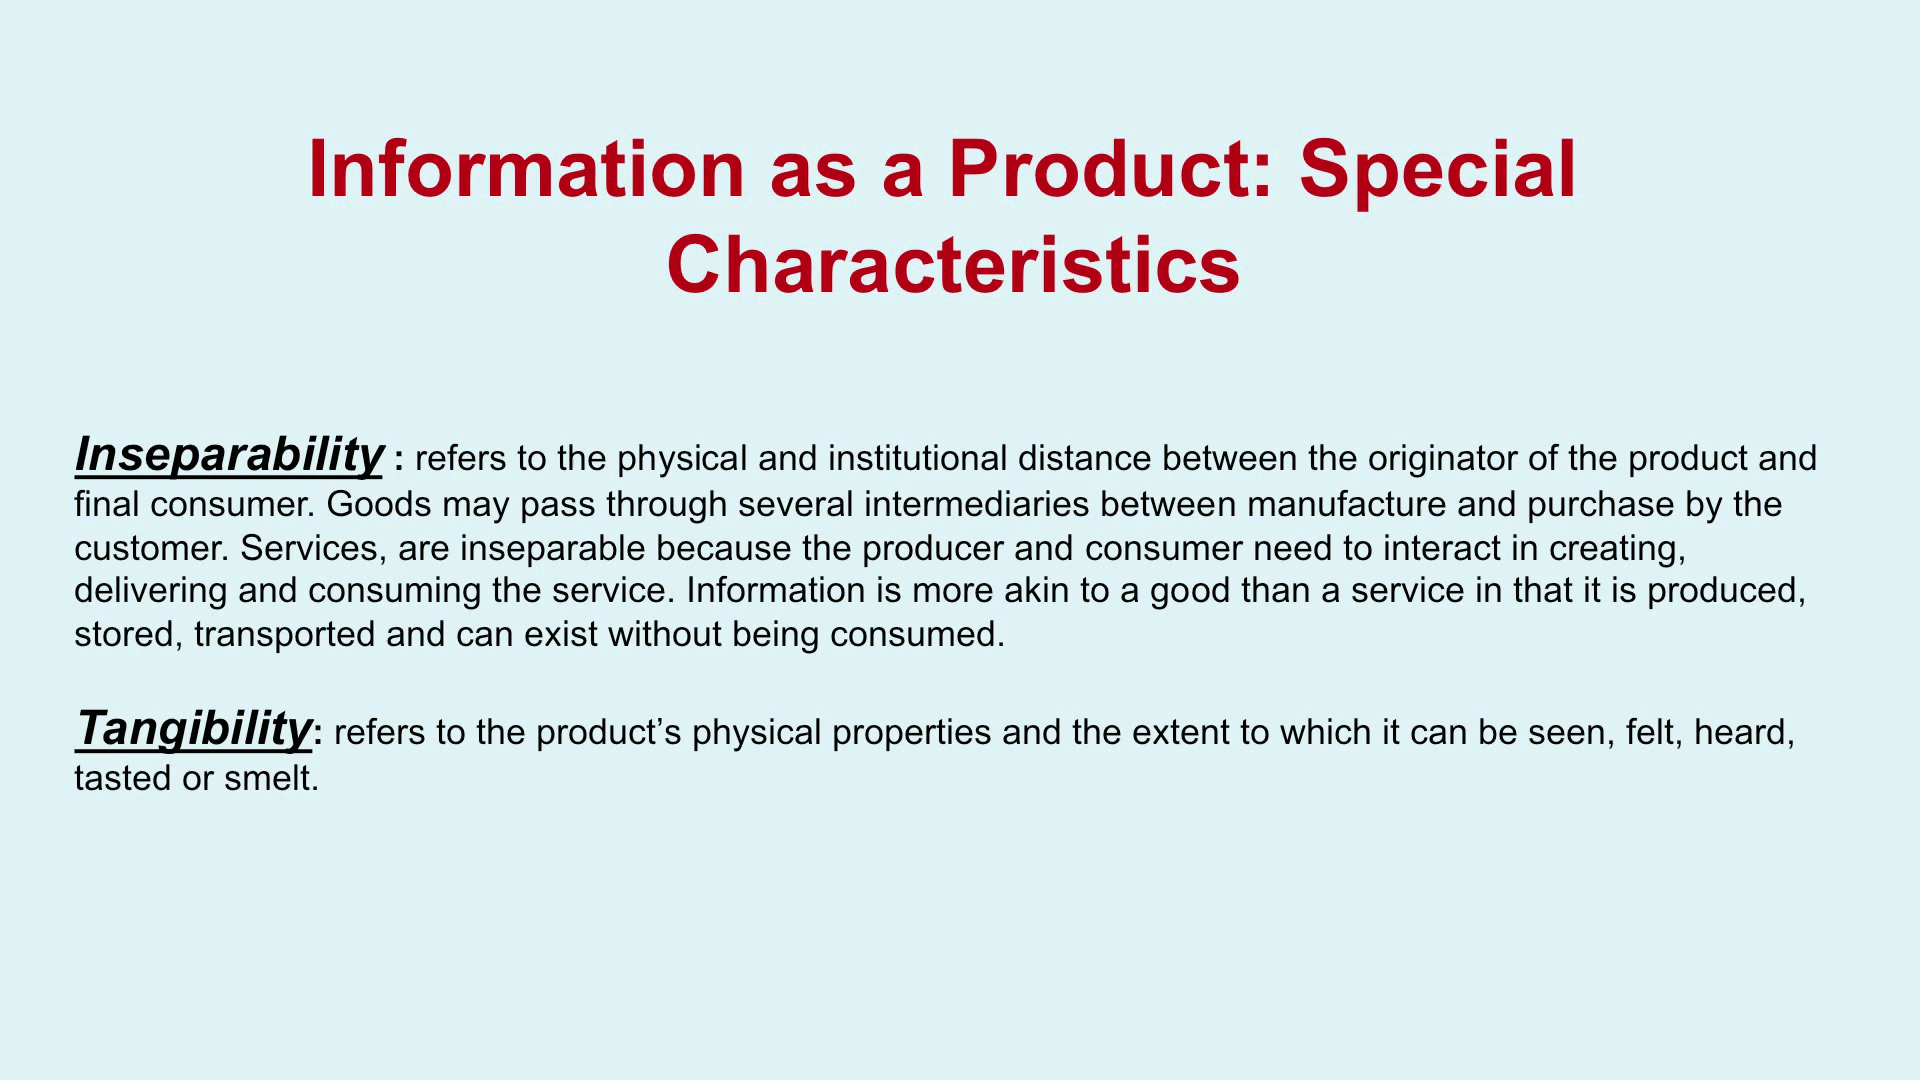 Information as a Product: Special
Characteristics
Inseparability : refers to the physical and institutional distance between the originator of the product and
final consumer. Goods may pass through several intermediaries between manufacture and purchase by the
customer. Services, are inseparable because the producer and consumer need to interact in creating,
delivering and consuming the service. Information is more akin to a good than a service in that it is produced,
stored, transported and can exist without being consumed.
Tangibility: refers to the product’s physical properties and the extent to which it can be seen, felt, heard,
tasted or smelt.